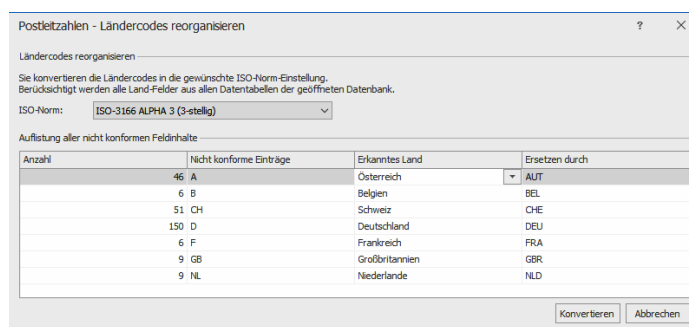 Postleitzahlen - Ländercodes reorganisieren ? ×
Ländercodes reorganisieren
Sie konvertieren die Ländercodes in die gewünschte ISO-Norm-Einstellung.
Berücksichtigt werden alle Land-Felder aus allen Datentabellen der geöffneten Datenbank.
ISO-Norm: ISO-3166 ALPHA 3 (3-stellig)
Auflistung aller nicht konformen Feldinhalte
Anzahl Nicht konforme Einträge Erkanntes Land Ersetzen durch
46 A Österreich AUT
6 B Belgien BEL
51 CH Schweiz CHE
150 D Deutschland DEU
6 F Frankreich FRA
9 GB Großbritannien GBR
9 NL Niederlande NLD
Konvertieren Abbrechen